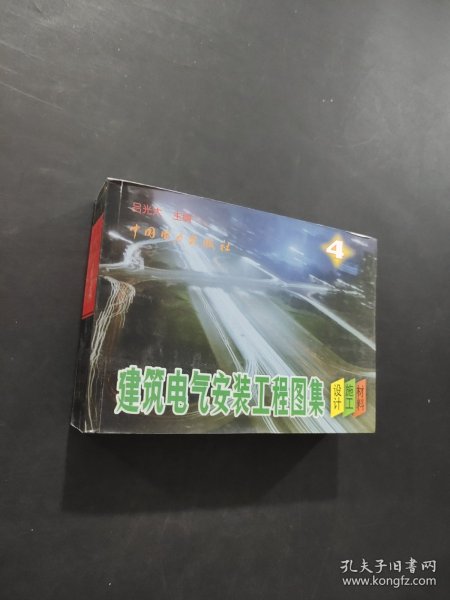 吕光大 主编
中国电力出版社
4
建筑电气安装工程图集
设计
施工
材料
孔夫子旧书网
www.kongfz.com